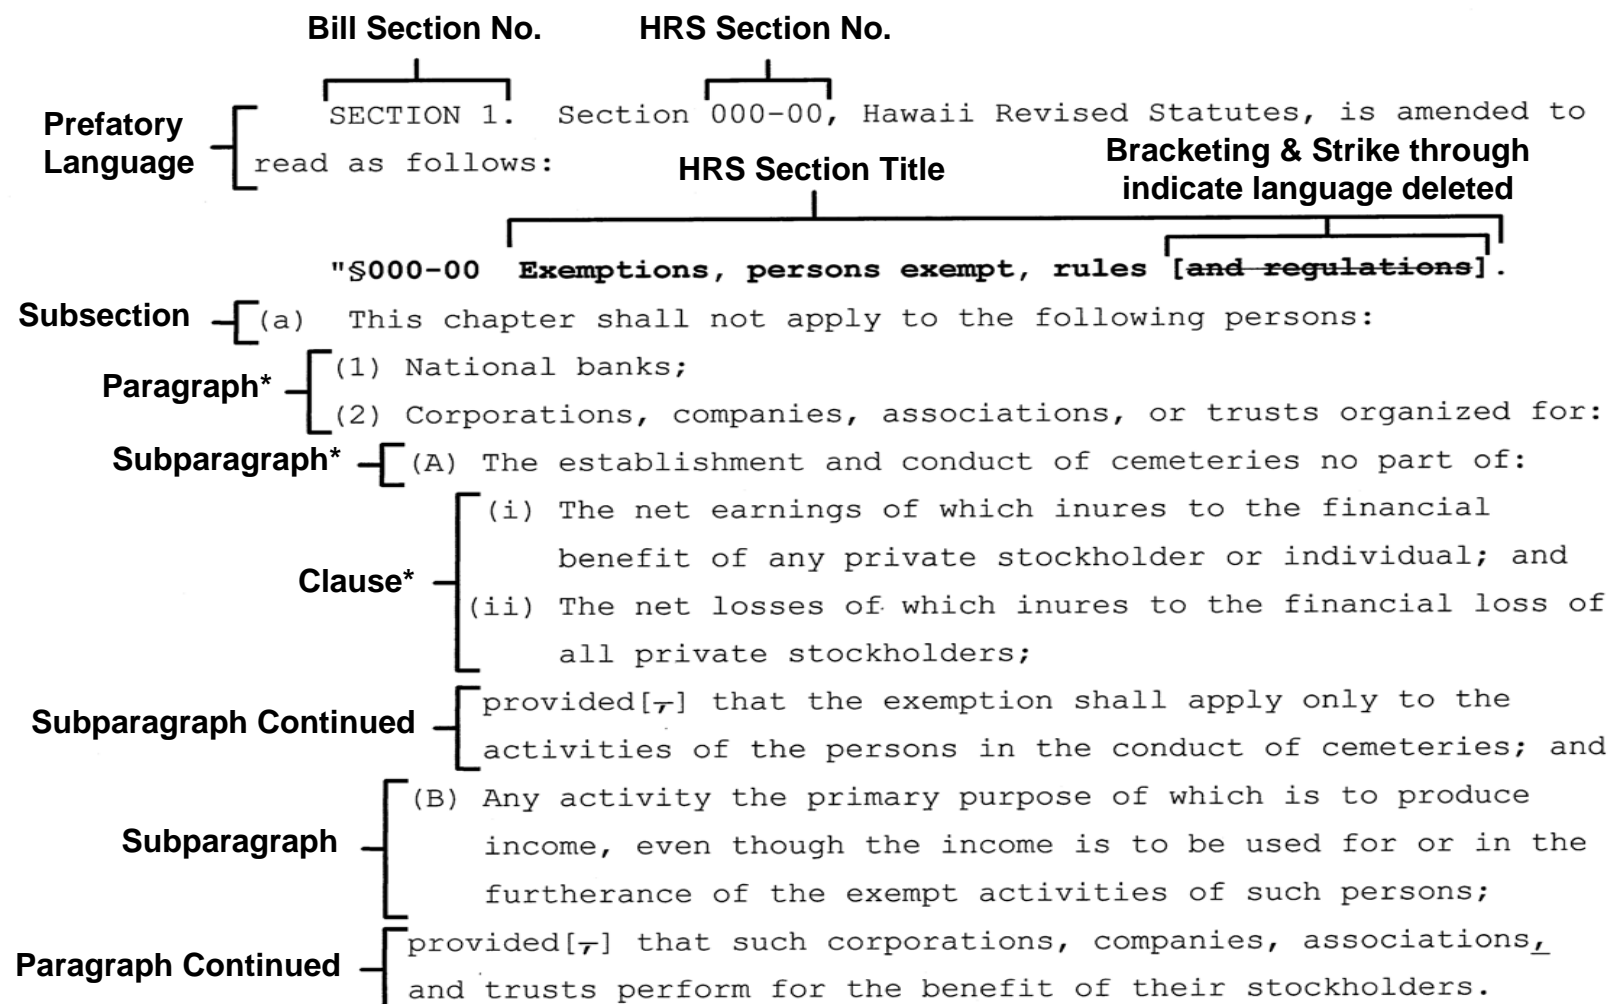 Bill Section No. HRS Section No.
Prefatory Language
SECTION 1. Section 000-00, Hawaii Revised Statutes, is amended to
read as follows:
HRS Section Title
Bracketing & Strike through
indicate language deleted
"§000-00 Exemptions, persons exempt, rules [and regulations].
Subsection
(a) This chapter shall not apply to the following persons:
Paragraph*
(1) National banks;
(2) Corporations, companies, associations, or trusts organized for:
Subparagraph*
(A) The establishment and conduct of cemeteries no part of:
Clause*
(i) The net earnings of which inures to the financial
benefit of any private stockholder or individual; and
(ii) The net losses of which inures to the financial loss of
all private stockholders;
Subparagraph Continued
provided[,] that the exemption shall apply only to the
activities of the persons in the conduct of cemeteries; and
Subparagraph
(B) Any activity the primary purpose of which is to produce
income, even though the income is to be used for or in the
furtherance of the exempt activities of such persons;
Paragraph Continued
provided[,] that such corporations, companies, associations,
and trusts perform for the benefit of their stockholders.